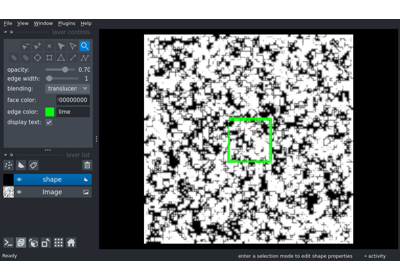 File View Window Plugins Help
layer controls
opacity: 0.70
edge width: 1
blending: translucen
face color: 00000000
edge color: lime
display text:
layer list
shape
Image
Ready enter a selection mode to edit shape properties activity